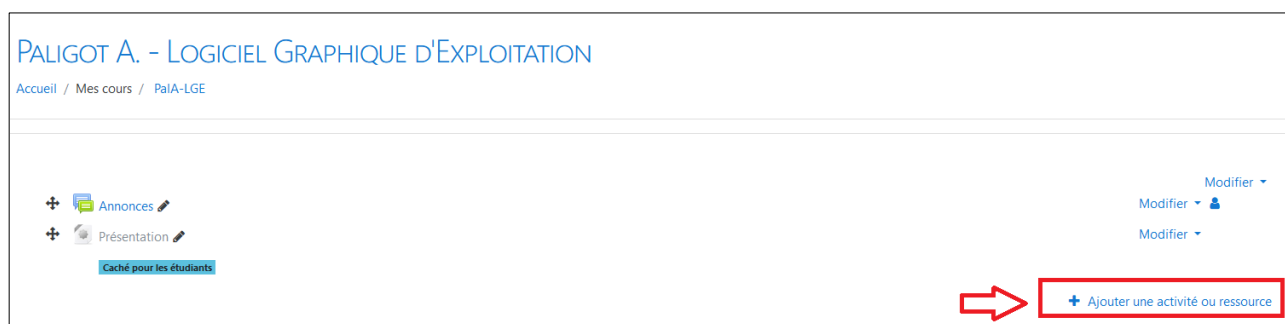 PALIGOT A. - LOGICIEL GRAPHIQUE D'EXPLOITATION
Accueil / Mes cours / PalA-LGE
Modifier
Annonces
Modifier
Présentation
Modifier
Caché pour les étudiants
+ Ajouter une activité ou ressource